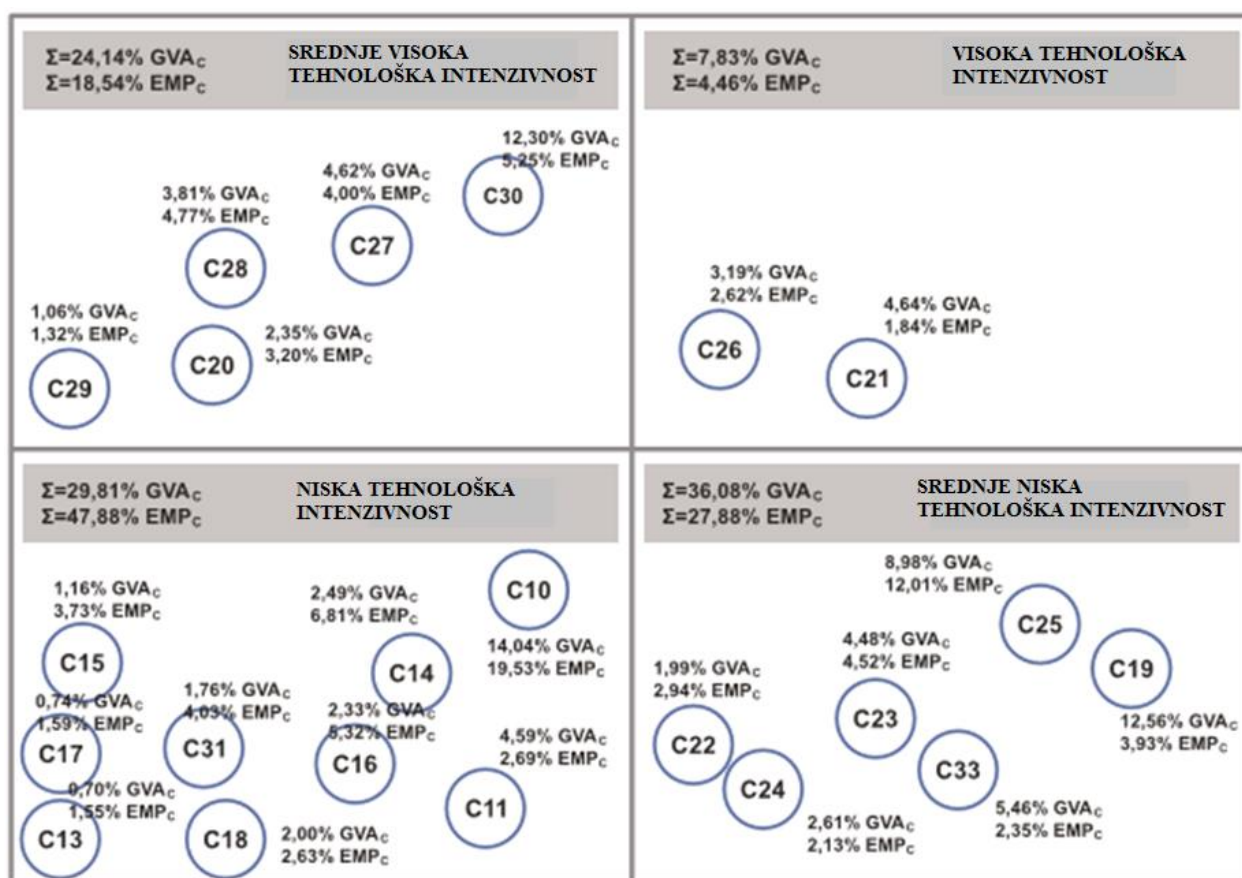 Σ=24,14% GVAC
Σ=18,54% EMPC
SREDNJE VISOKA
TEHNOLOŠKA INTENZIVNOST
12,30% GVAC
5,25% EMPC
C30
4,62% GVAC
4,00% EMPC
C27
3,81% GVAC
4,77% EMPC
C28
1,06% GVAC
1,32% EMPC
C29
C20
2,35% GVAC
3,20% EMPC
Σ=7,83% GVAC
Σ=4,46% EMPC
VISOKA TEHNOLOŠKA
INTENZIVNOST
3,19% GVAC
2,62% EMPC
C26
4,64% GVAC
1,84% EMPC
C21
Σ=29,81% GVAC
Σ=47,88% EMPC
NISKA TEHNOLOŠKA
INTENZIVNOST
1,16% GVAC
3,73% EMPC
C15
2,49% GVAC
6,81% EMPC
C14
C10
14,04% GVAC
19,53% EMPC
0,74% GVAC
1,59% EMPC
C17
1,76% GVAC
4,03% EMPC
C31
2,33% GVAC
5,32% EMPC
C16
4,59% GVAC
2,69% EMPC
C11
0,70% GVAC
1,55% EMPC
C13
C18
2,00% GVAC
2,63% EMPC
Σ=36,08% GVAC
Σ=27,88% EMPC
SREDNJE NISKA
TEHNOLOŠKA INTENZIVNOST
8,98% GVAC
12,01% EMPC
C25
C19
12,56% GVAC
3,93% EMPC
4,48% GVAC
4,52% EMPC
C23
1,99% GVAC
2,94% EMPC
C22
C24
2,61% GVAC
2,13% EMPC
C33
5,46% GVAC
2,35% EMPC